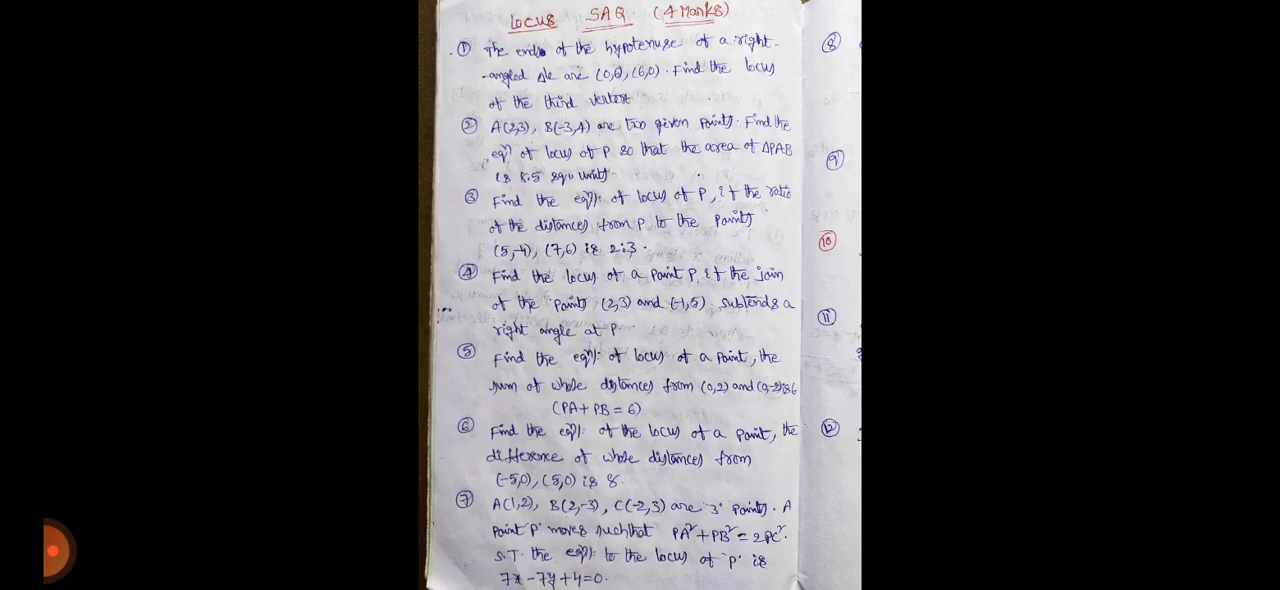 Locus SAQ (4 Marks)
① The ends of the hypotenuse of a right-
-angled Δle are (0,6), (6,0). Find the locus
of the third vertex
② A(2,3), B(-3,4) are two given points. Find the
eqn of locus of P so that the area of ΔPAB
is 8.5 squ units
③ Find the eqn: of locus of P, if the ratio
of the distances from P to the points
(5,-4), (7,6) is 2:3.
④ Find the locus of a point P, if the join
of the points (2,3) and (-1,5) subtends a
right angle at P.
⑤ Find the eqn: of locus of a point, the
sum of whose distances from (0,2) and (0,-2) is 6
(PA + PB = 6)
⑥ Find the eqn: of the locus of a point, the
difference of whose distances from
(-5,0), (5,0) is 8.
⑦ A(1,2), B(2,-3), C(-2,3) are '3' points. A
point 'P' moves such that PA² + PB² = 2PC².
S.T. the eqn: to the locus of 'P' is
7x - 7y + 4 = 0.
⑧
⑨
⑩
⑪
⑫